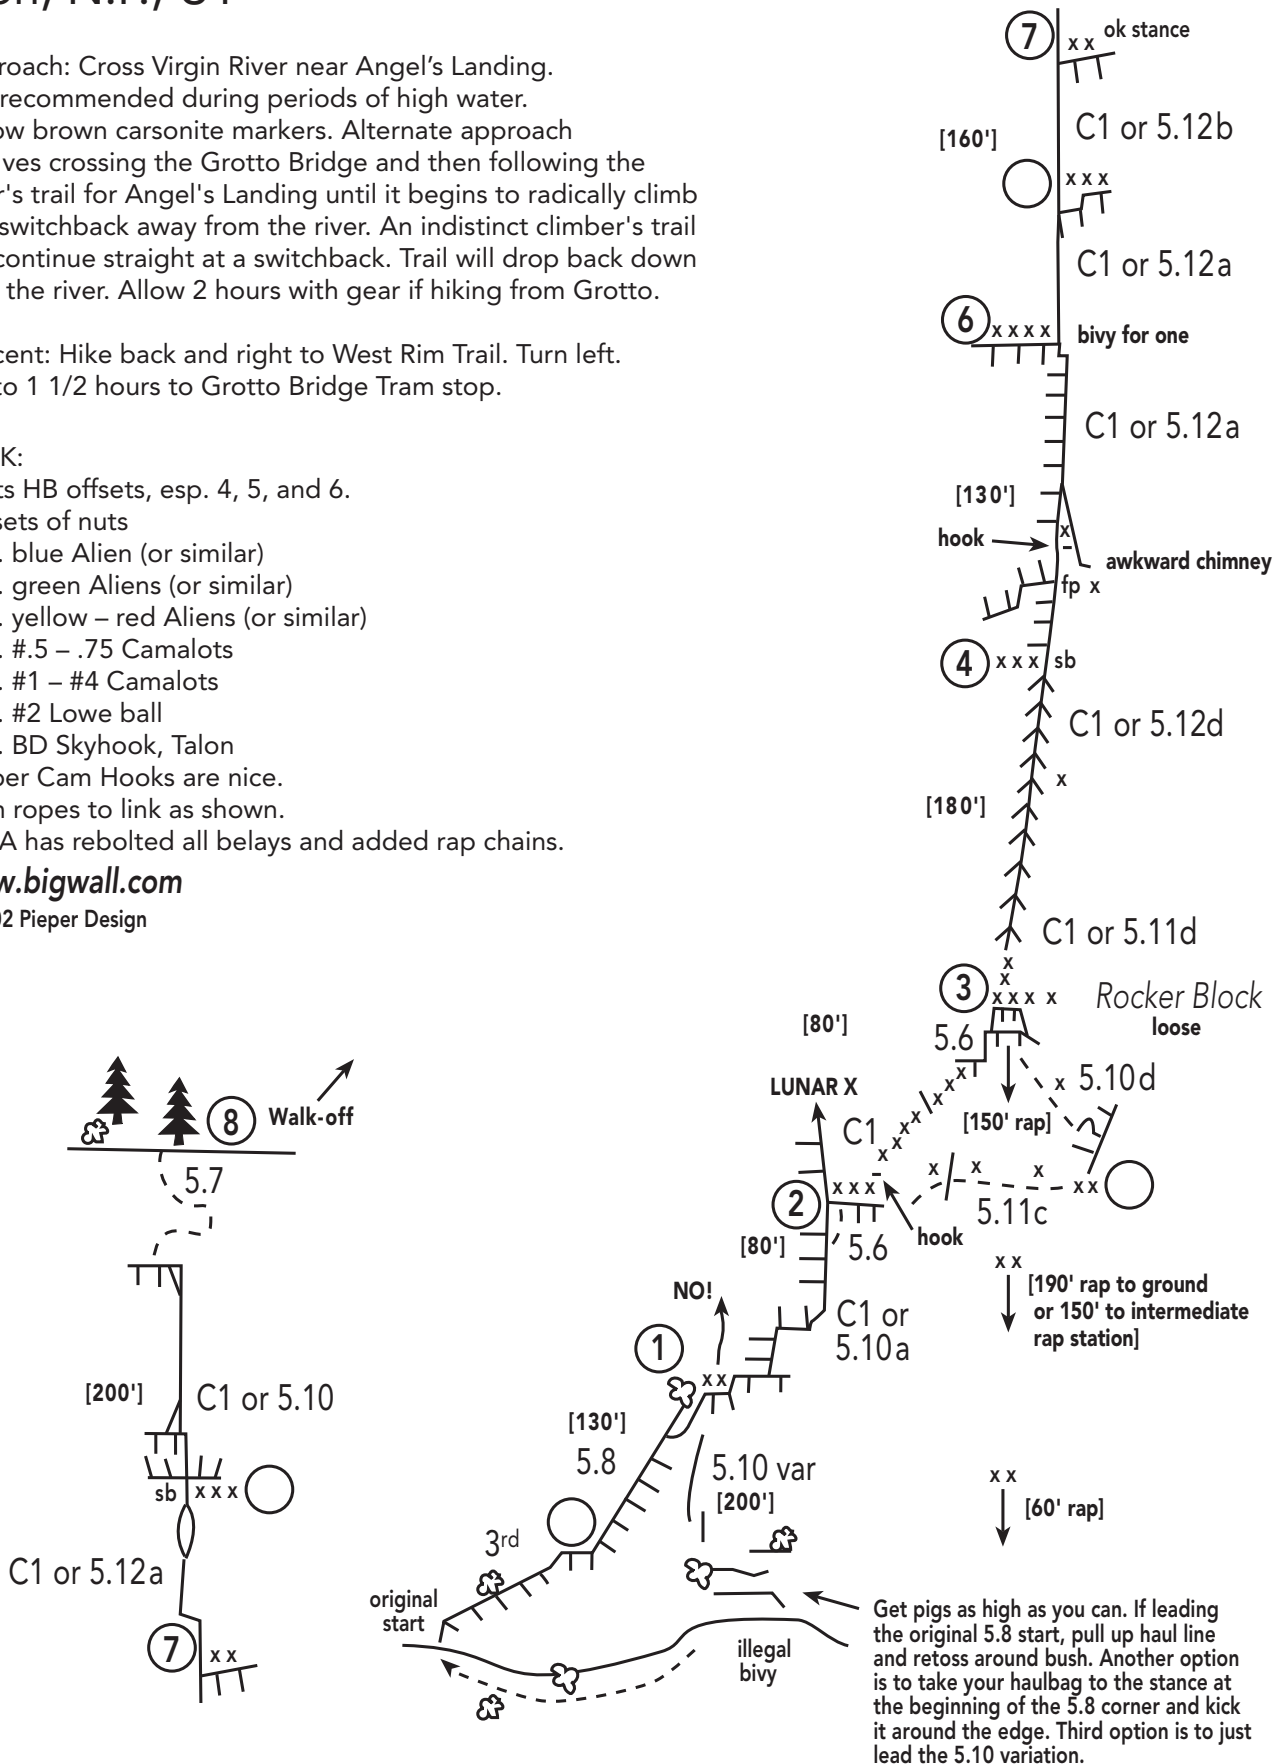 roach: Cross Virgin River near Angel’s Landing.
recommended during periods of high water.
ow brown carsonite markers. Alternate approach
ves crossing the Grotto Bridge and then following the
r's trail for Angel's Landing until it begins to radically climb
switchback away from the river. An indistinct climber's trail
continue straight at a switchback. Trail will drop back down
the river. Allow 2 hours with gear if hiking from Grotto.
cent: Hike back and right to West Rim Trail. Turn left.
to 1 1/2 hours to Grotto Bridge Tram stop.
K:
ts HB offsets, esp. 4, 5, and 6.
sets of nuts
. blue Alien (or similar)
. green Aliens (or similar)
. yellow – red Aliens (or similar)
. #.5 – .75 Camalots
. #1 – #4 Camalots
. #2 Lowe ball
. BD Skyhook, Talon
per Cam Hooks are nice.
m ropes to link as shown.
A has rebolted all belays and added rap chains.
w.bigwall.com
02 Pieper Design
7
x x
ok stance
C1 or 5.12b
[160']
x x x
C1 or 5.12a
6
x x x x
bivy for one
C1 or 5.12a
[130']
x
hook
awkward chimney
fp x
4
x x x sb
C1 or 5.12d
x
[180']
C1 or 5.11d
x
x
3
x x x x
Rocker Block
loose
[80']
5.6
x
x
x
x
x
x
x
x 5.10d
LUNAR X
C1
[150' rap]
x x x
x x x
x x
2
5.11c
hook
[80']
5.6
x x
[190' rap to ground
or 150' to intermediate
rap station]
NO!
C1 or
5.10a
1
x x
[130']
5.8
5.10 var
[200']
x x
[60' rap]
3rd
original
start
illegal
bivy
Get pigs as high as you can. If leading
the original 5.8 start, pull up haul line
and retoss around bush. Another option
is to take your haulbag to the stance at
the beginning of the 5.8 corner and kick
it around the edge. Third option is to just
lead the 5.10 variation.
8
Walk-off
5.7
[200']
C1 or 5.10
sb x x x
C1 or 5.12a
7
x x